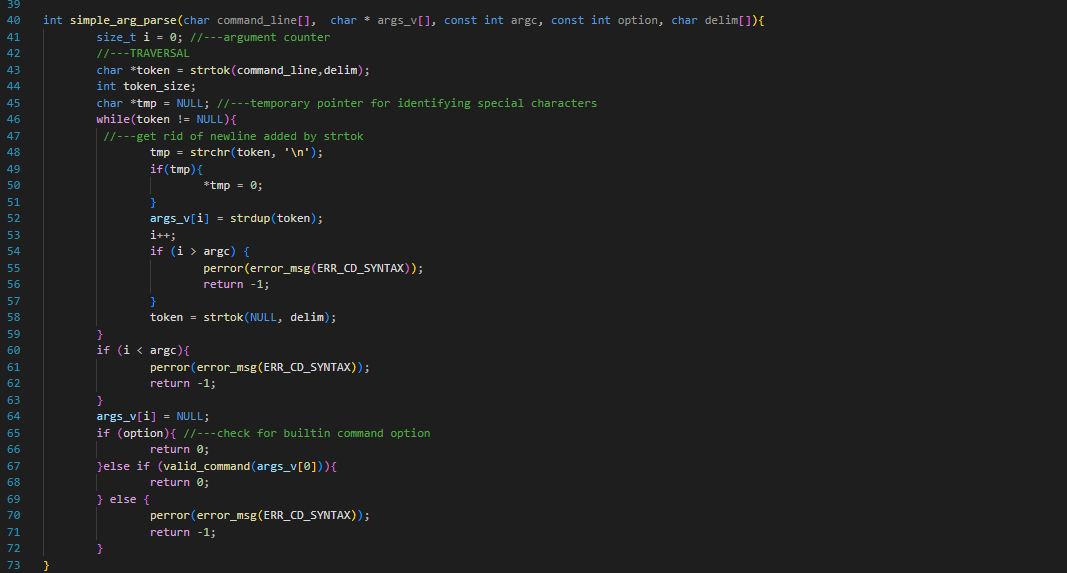 39
40 int simple_arg_parse(char command_line[],  char * args_v[], const int argc, const int option, char delim[]){
41         size_t i = 0; //---argument counter
42         //---TRAVERSAL
43         char *token = strtok(command_line,delim);
44         int token_size;
45         char *tmp = NULL; //---temporary pointer for identifying special characters
46         while(token != NULL){
47          //---get rid of newline added by strtok
48                 tmp = strchr(token, '\n');
49                 if(tmp){
50                         *tmp = 0;
51                 }
52                 args_v[i] = strdup(token);
53                 i++;
54                 if (i > argc) {
55                         perror(error_msg(ERR_CD_SYNTAX));
56                         return -1;
57                 }
58                 token = strtok(NULL, delim);
59         }
60         if (i < argc){
61                 perror(error_msg(ERR_CD_SYNTAX));
62                 return -1;
63         }
64         args_v[i] = NULL;
65         if (option){ //---check for builtin command option
66                 return 0;
67         }else if (valid_command(args_v[0])){
68                 return 0;
69         } else {
70                 perror(error_msg(ERR_CD_SYNTAX));
71                 return -1;
72         }
73 }